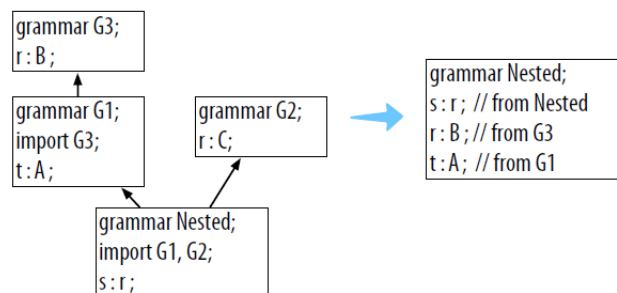 grammar G3;
r : B ;
grammar G1;
import G3;
t : A ;
grammar G2;
r : C;
grammar Nested;
import G1, G2;
s : r ;
grammar Nested;
s : r ; // from Nested
r : B ; // from G3
t : A ; // from G1